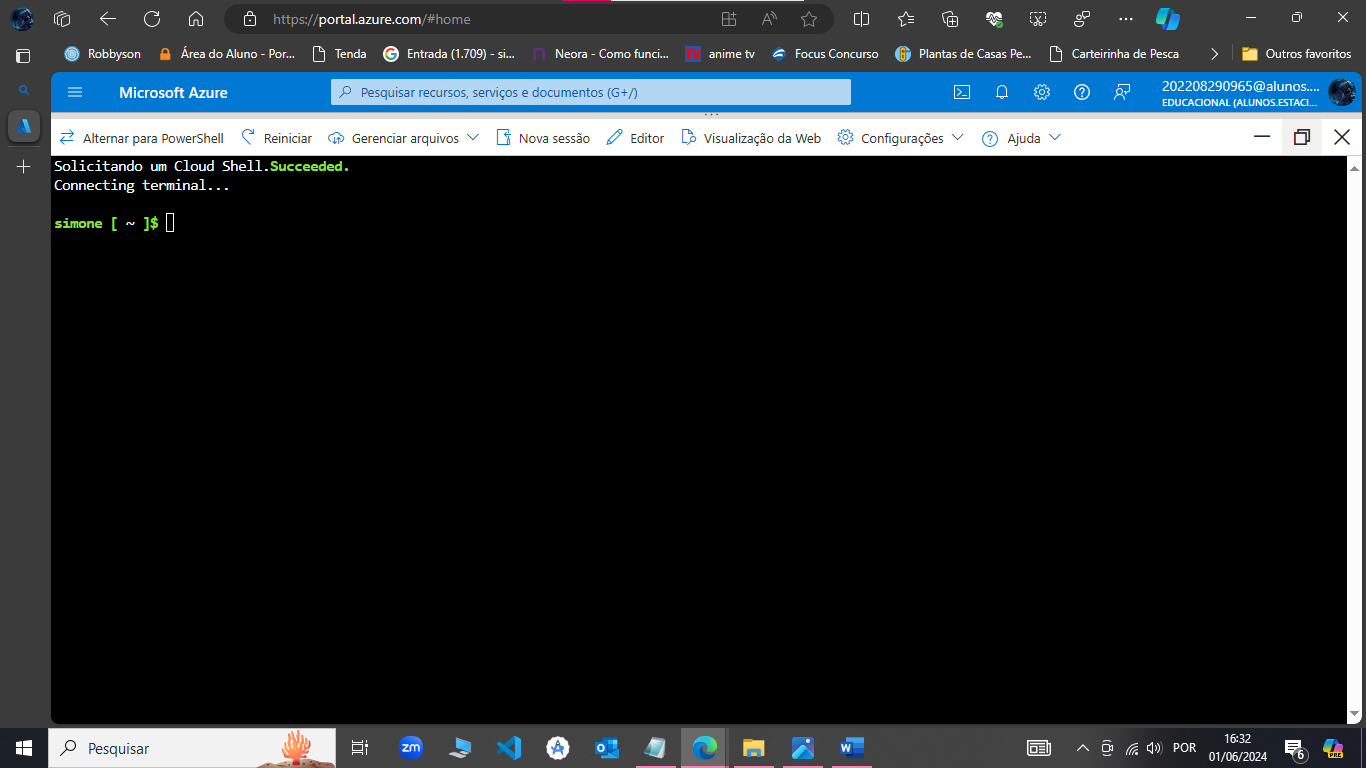 https://portal.azure.com/#home
Robbyson
Área do Aluno - Por...
Tenda
Entrada (1.709) - si...
Neora - Como funci...
anime tv
Focus Concurso
Plantas de Casas Pe...
Carteirinha de Pesca
Outros favoritos
Microsoft Azure
Pesquisar recursos, serviços e documentos (G+/)
202208290965@alunos....
EDUCACIONAL (ALUNOS.ESTACI...
Alternar para PowerShell
Reiniciar
Gerenciar arquivos
Nova sessão
Editor
Visualização da Web
Configurações
Ajuda
Solicitando um Cloud Shell.Succeeded.
Connecting terminal...
simone [ ~ ]$
Pesquisar
zm
POR
16:32
01/06/2024
6
PRE